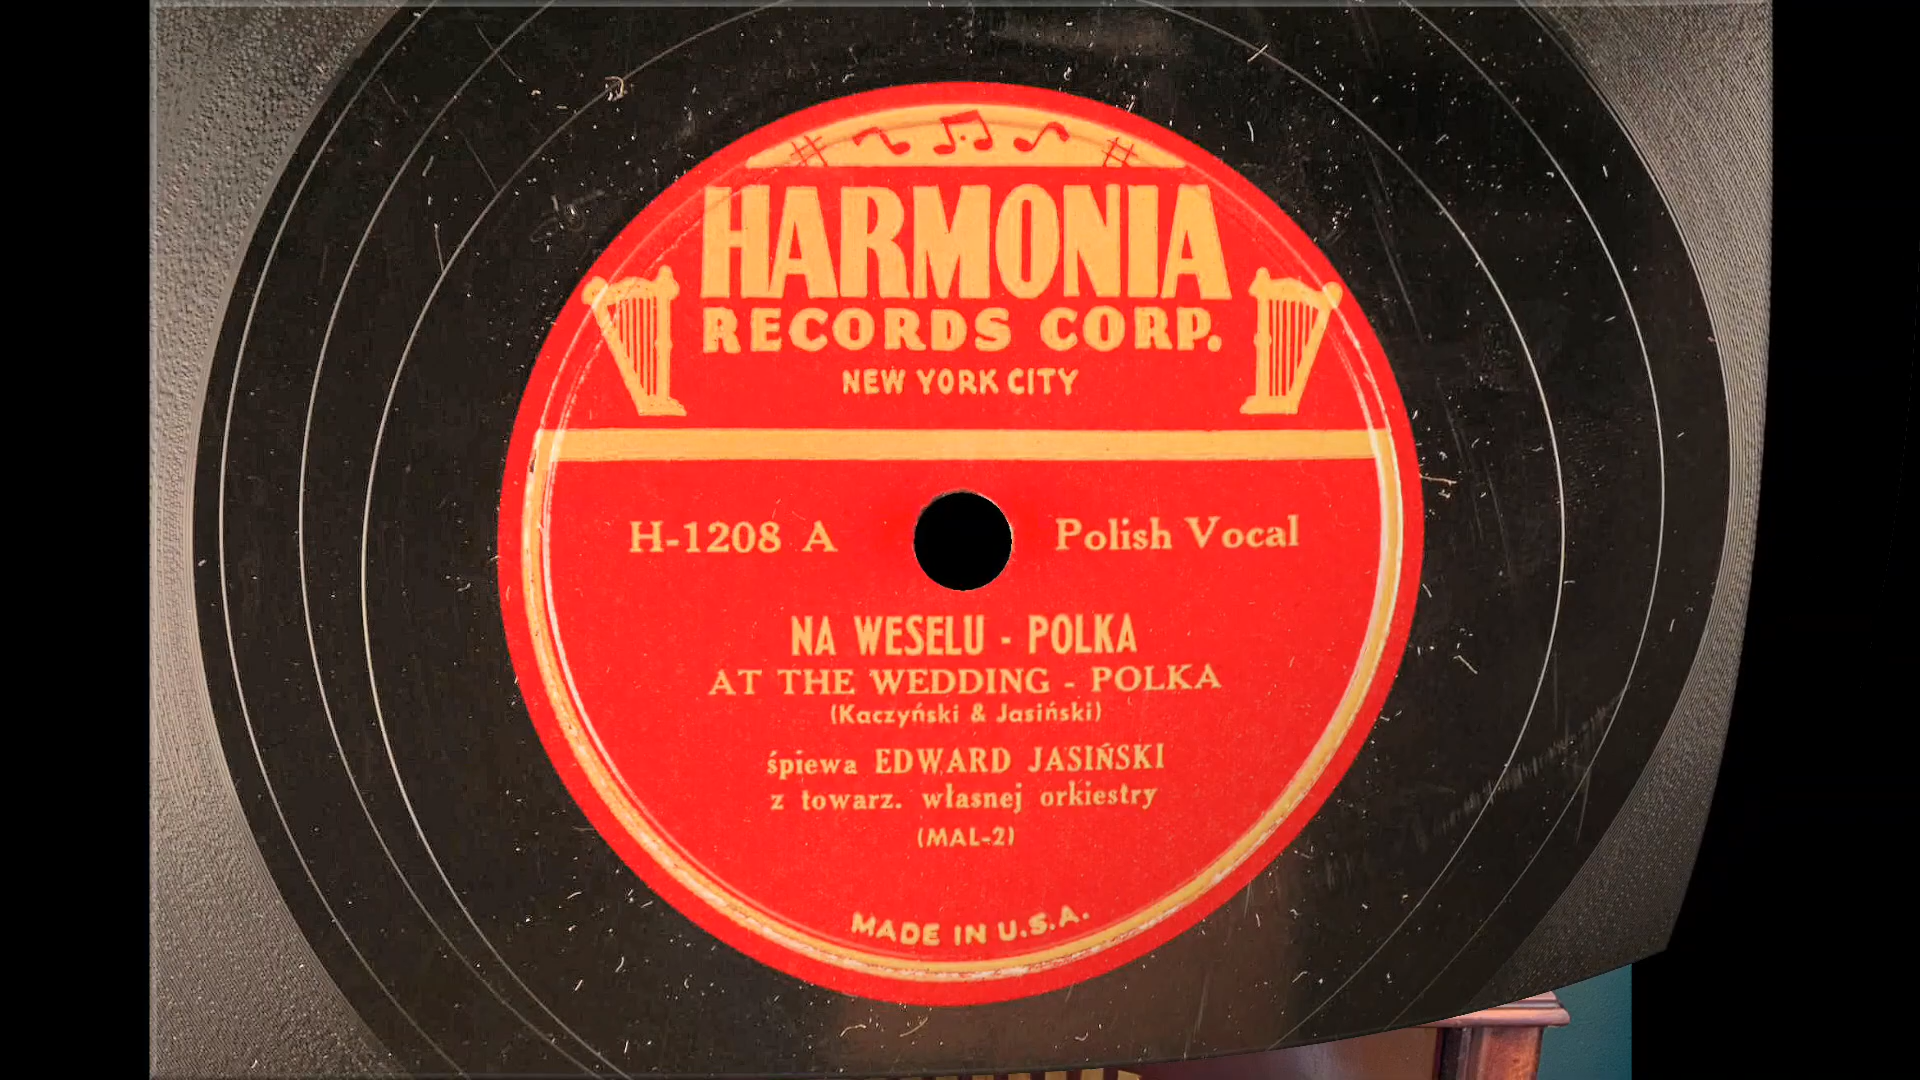 HARMONIA
RECORDS CORP.
NEW YORK CITY
H-1208 A
Polish Vocal
NA WESELU - POLKA
AT THE WEDDING - POLKA
(Kaczyński & Jasiński)
śpiewa EDWARD JASIŃSKI
z towarz. własnej orkiestry
(MAL-2)
MADE IN U.S.A.